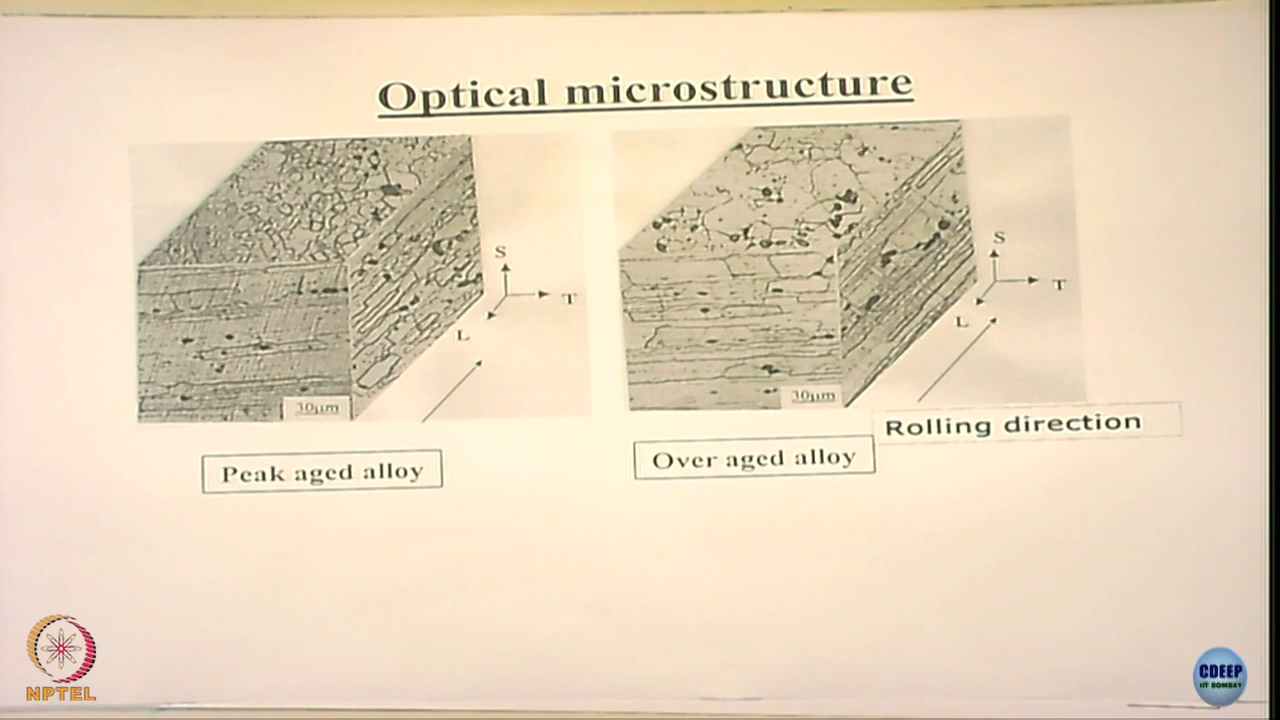 Optical microstructure
S
T
L
30μm
S
T
L
30μm
Rolling direction
Peak aged alloy
Over aged alloy
NPTEL
CDEEP
IIT BOMBAY